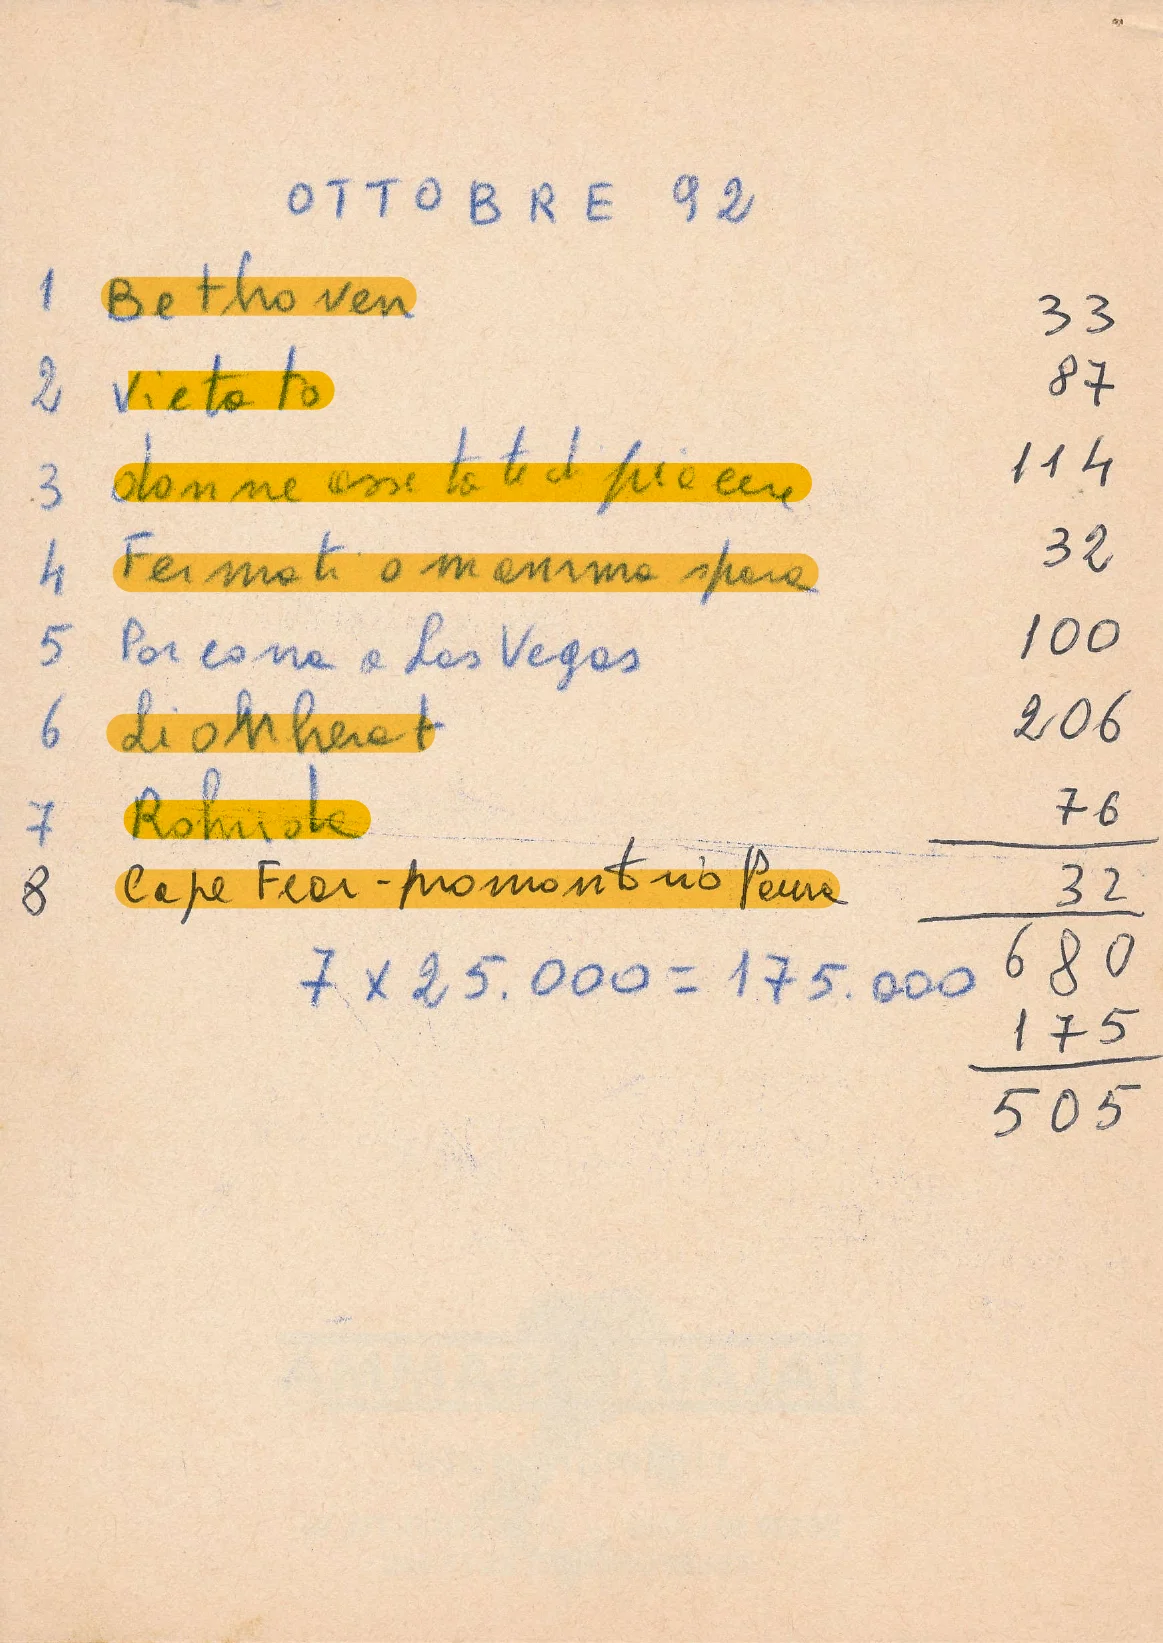 OTTOBRE 92
1 Bethoven 33
2 Vietato 87
3 donne assetate di piacere 114
4 Fermati o mamma spara 32
5 Porcona a Las Vegas 100
6 Lionheart 206
7 76
8 Cape Fear - promontorio Paura 32
7 x 25.000 = 175.000 680
175
505